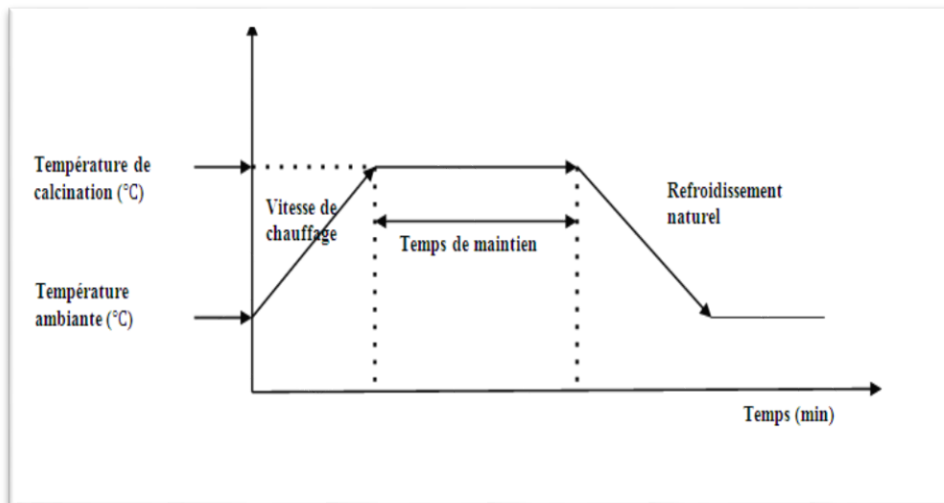 Température de
calcination (°C)
Vitesse de
chauffage
Temps de maintien
Refroidissement
naturel
Température
ambiante (°C)
Temps (min)